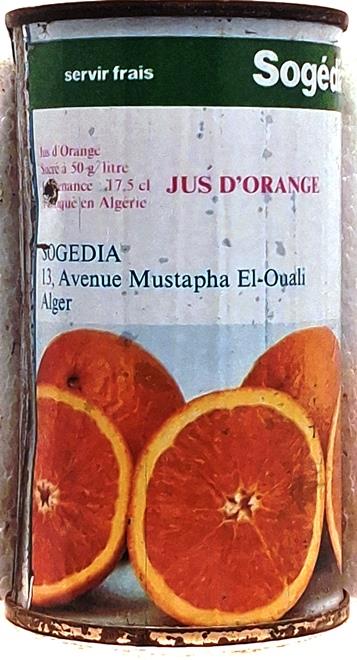 servir frais
Sogéd
Jus d'Orange
Sucré à 50 g/litre
17,5 cl
en Algérie
JUS D'ORANGE
SOGEDIA
13, Avenue Mustapha El-Ouali
Alger